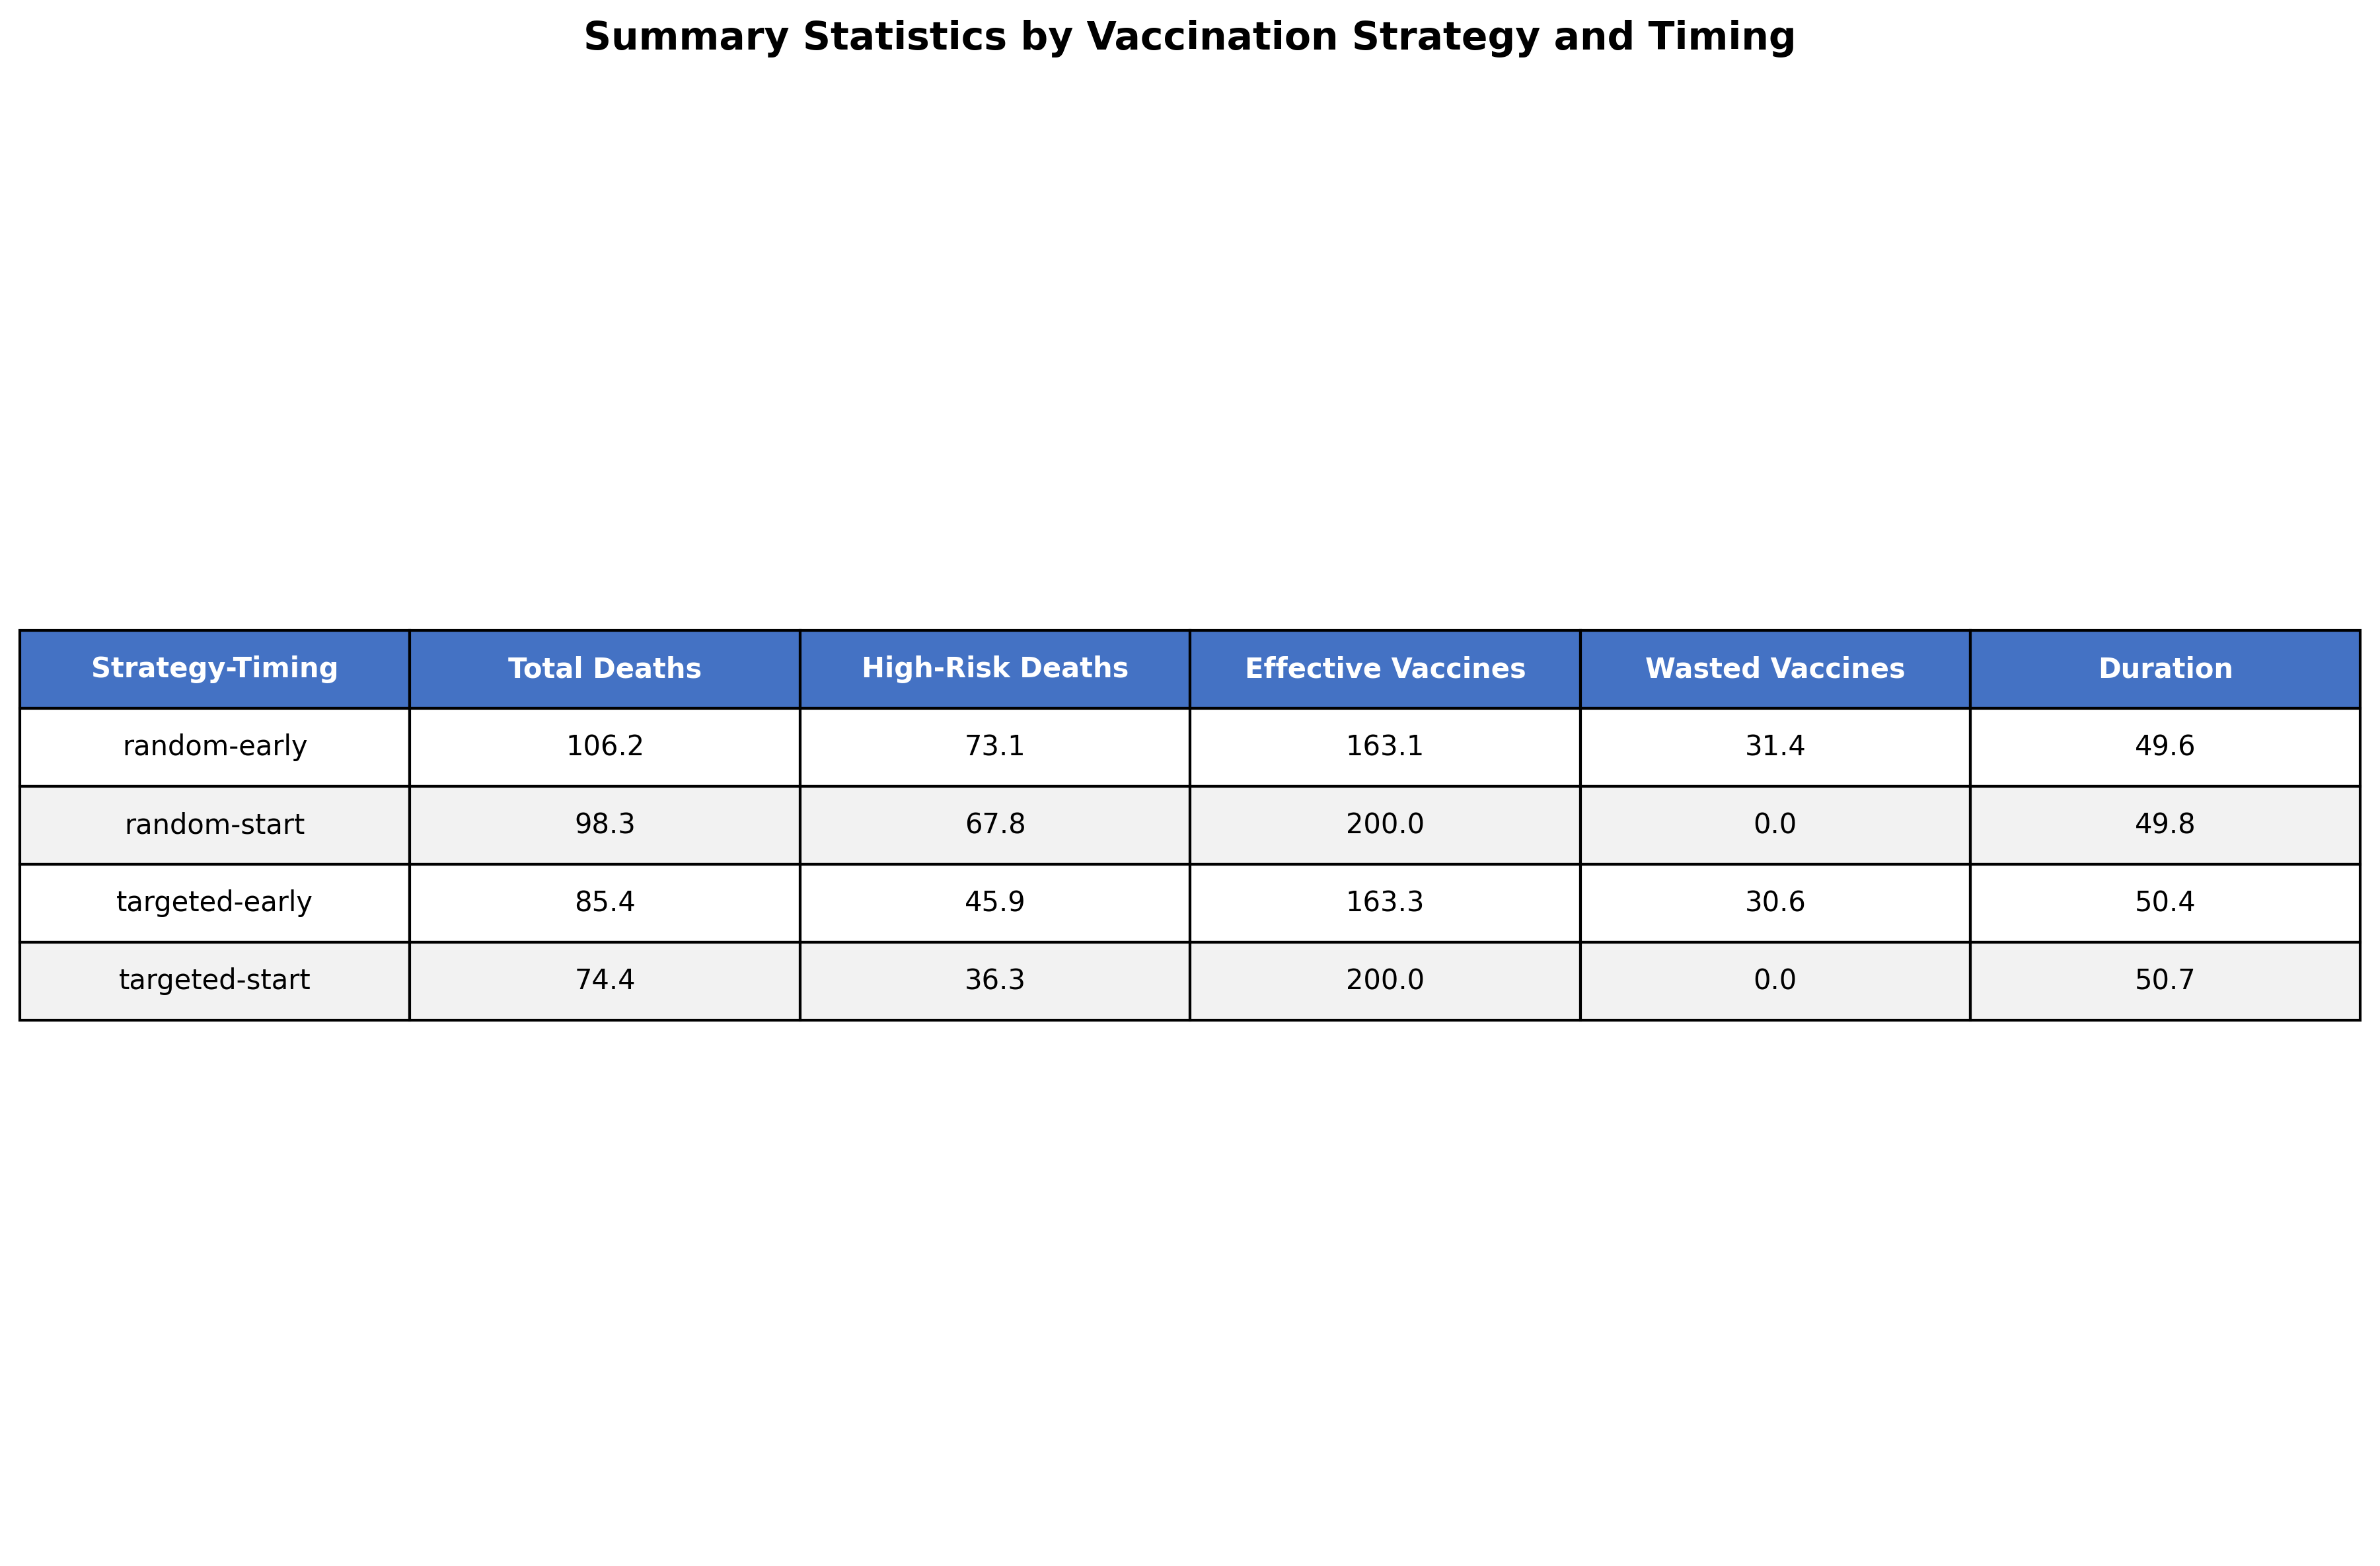 Summary Statistics by Vaccination Strategy and Timing
Strategy-Timing Total Deaths High-Risk Deaths Effective Vaccines Wasted Vaccines Duration
random-early 106.2 73.1 163.1 31.4 49.6
random-start 98.3 67.8 200.0 0.0 49.8
targeted-early 85.4 45.9 163.3 30.6 50.4
targeted-start 74.4 36.3 200.0 0.0 50.7